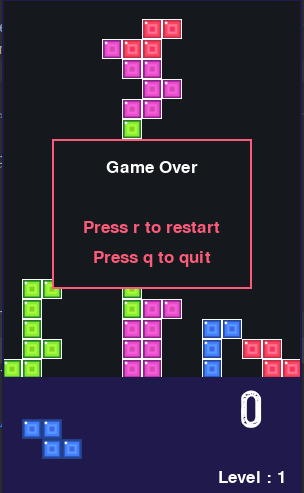 Game Over
Press r to restart
Press q to quit
0
Level : 1